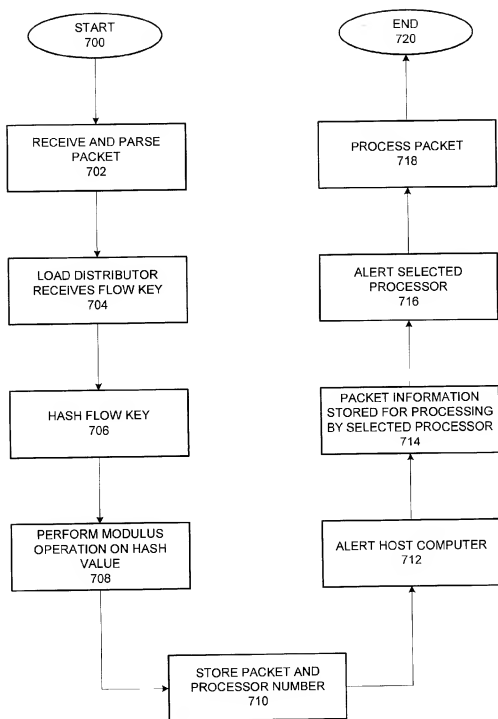 START
700
RECEIVE AND PARSE
PACKET
702
LOAD DISTRIBUTOR
RECEIVES FLOW KEY
704
HASH FLOW KEY
706
PERFORM MODULUS
OPERATION ON HASH
VALUE
708
STORE PACKET AND
PROCESSOR NUMBER
710
ALERT HOST COMPUTER
712
PACKET INFORMATION
STORED FOR PROCESSING
BY SELECTED PROCESSOR
714
ALERT SELECTED
PROCESSOR
716
PROCESS PACKET
718
END
720